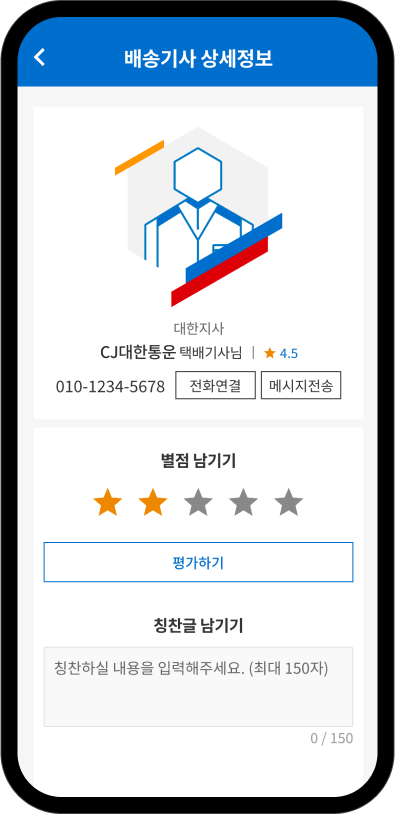 배송기사 상세정보
대한지사
CJ대한통운 택배기사님 | 4.5
010-1234-5678 전화연결 메시지전송
별점 남기기
평가하기
칭찬글 남기기
칭찬하실 내용을 입력해주세요. (최대 150자)
0 / 150